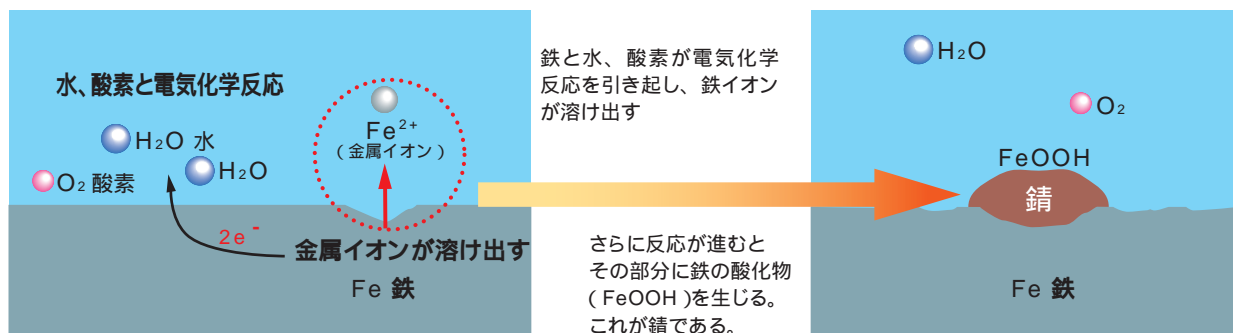 水、酸素と電気化学反応
Fe²⁺
(金属イオン)
H₂O 水
H₂O
O₂ 酸素
2e⁻
金属イオンが溶け出す
Fe 鉄
鉄と水、酸素が電気化学
反応を引き起し、鉄イオン
が溶け出す
さらに反応が進むと
その部分に鉄の酸化物
(FeOOH)を生じる。
これが錆である。
H₂O
O₂
FeOOH
錆
Fe 鉄